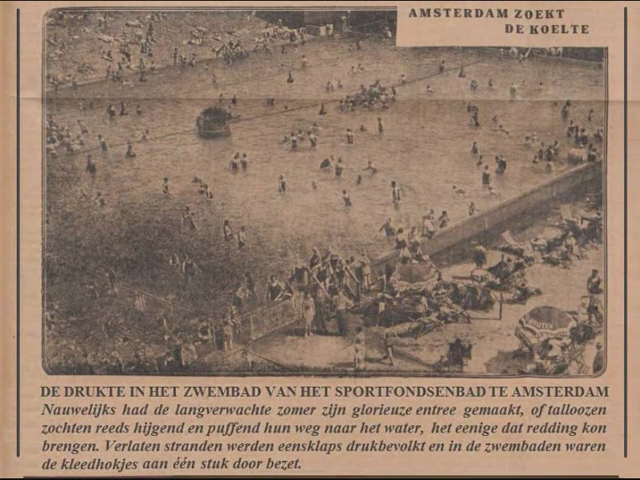 AMSTERDAM ZOEKT
DE KOELTE
DE DRUKTE IN HET ZWEMBAD VAN HET SPORTFONDSENBAD TE AMSTERDAM
Nauwelijks had de langverwachte zomer zijn glorieuze entree gemaakt, of talloozen
zochten reeds hijgend en puffend hun weg naar het water, het eenige dat redding kon
brengen. Verlaten stranden werden eensklaps drukbevolkt en in de zwembaden waren
de kleedhokjes aan één stuk door bezet.